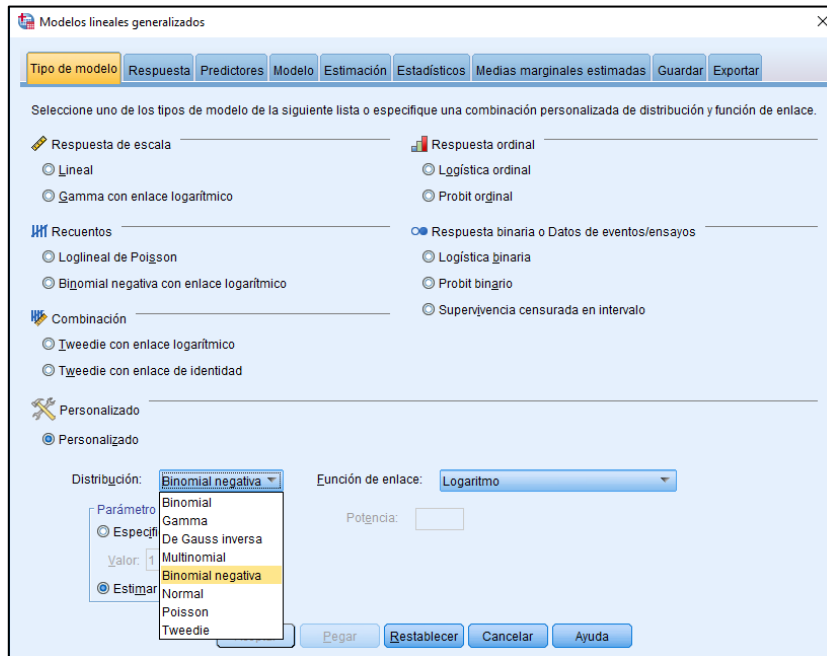 Modelos lineales generalizados
Tipo de modelo Respuesta Predictores Modelo Estimación Estadísticos Medias marginales estimadas Guardar Exportar
Seleccione uno de los tipos de modelo de la siguiente lista o especifique una combinación personalizada de distribución y función de enlace.
Respuesta de escala
Lineal
Gamma con enlace logarítmico
Recuentos
Loglineal de Poisson
Binomial negativa con enlace logarítmico
Combinación
Tweedie con enlace logarítmico
Tweedie con enlace de identidad
Respuesta ordinal
Logística ordinal
Probit ordinal
Respuesta binaria o Datos de eventos/ensayos
Logística binaria
Probit binario
Supervivencia censurada en intervalo
Personalizado
Personalizado
Distribución: Binomial negativa
Función de enlace: Logaritmo
Parámetro
Valor: 1
Estimar
Binomial
Gamma
De Gauss inversa
Multinomial
Binomial negativa
Normal
Poisson
Tweedie
Potencia:
Pegar Restablecer Cancelar Ayuda